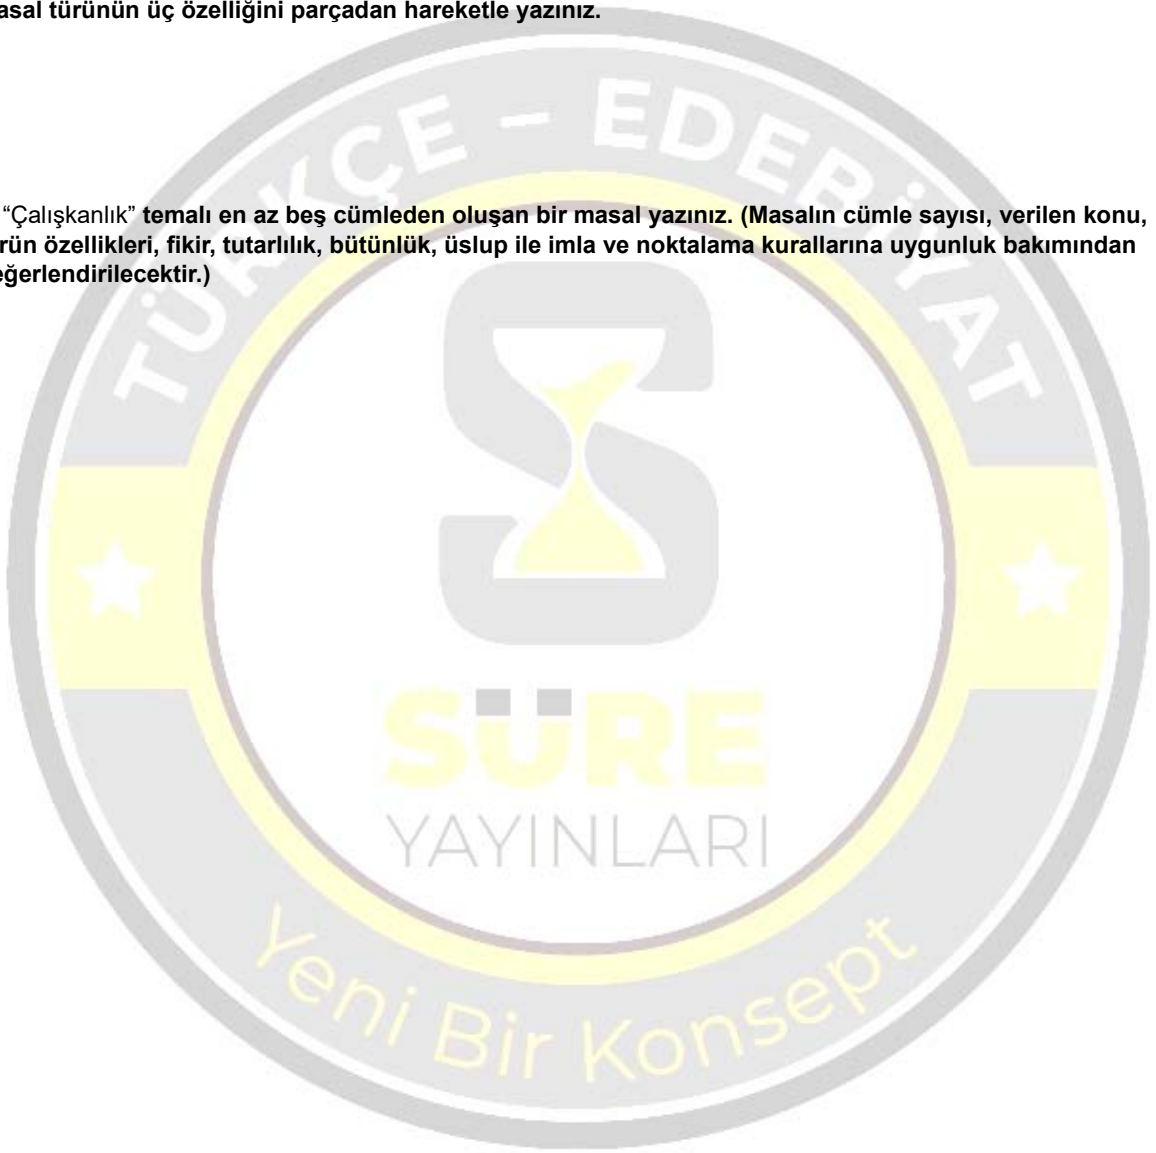 asal türünün üç özelliğini parçadan hareketle yazınız.
TÜRKÇE – EDEBİYAT
“Çalışkanlık” temalı en az beş cümleden oluşan bir masal yazınız. (Masalın cümle sayısı, verilen konu,
rün özellikleri, fikir, tutarlılık, bütünlük, üslup ile imla ve noktalama kurallarına uygunluk bakımından
eğerlendirilecektir.)
S
SÜRE
YAYINLARI
Yeni Bir Konsept